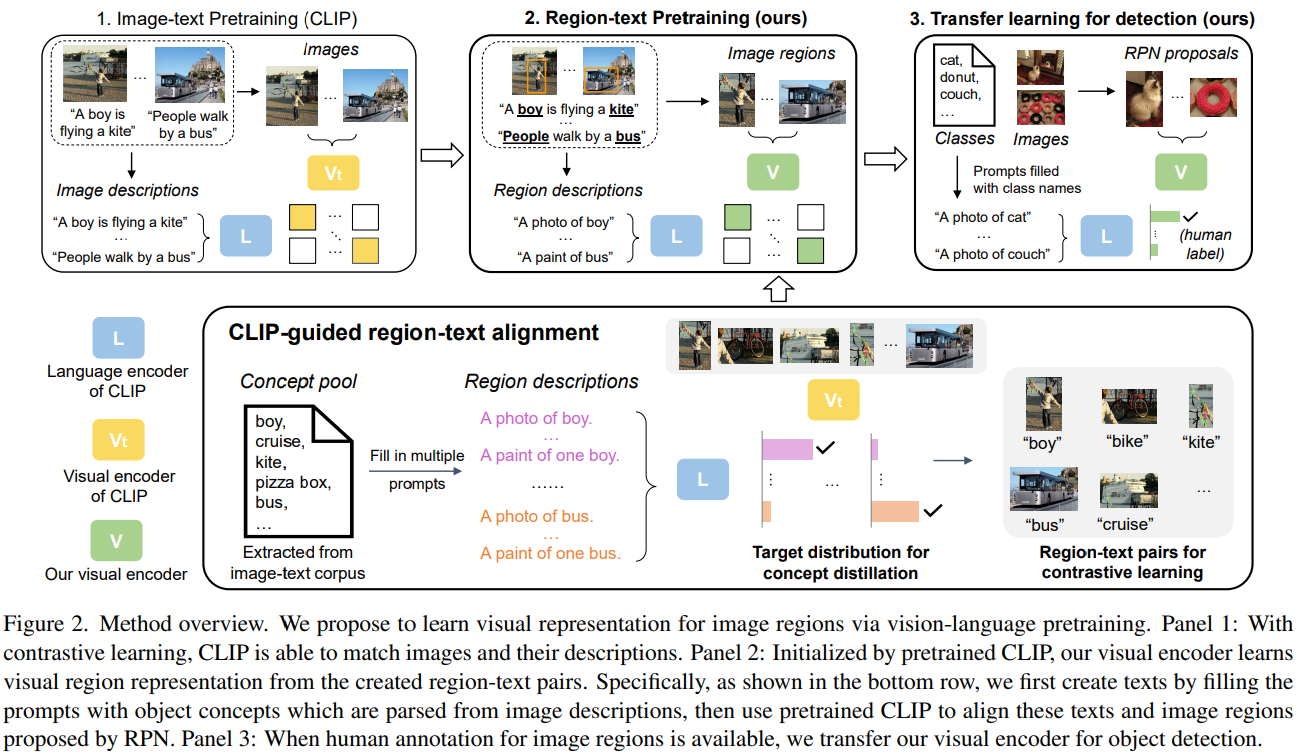 1. Image-text Pretraining (CLIP)
Images
...
"A boy is
flying a kite"
"People walk
by a bus"
...
Image descriptions
"A boy is flying a kite"
...
"People walk by a bus"
L
Vt
...
...
2. Region-text Pretraining (ours)
Image regions
...
"A boy is flying a kite"
...
"People walk by a bus"
...
Region descriptions
"A photo of boy"
...
"A paint of bus"
L
V
...
...
3. Transfer learning for detection (ours)
cat,
donut,
couch,
...
Classes
Images
RPN proposals
...
Prompts filled
with class names
"A photo of cat"
...
"A photo of couch"
L
V
(human
label)
L
Language encoder
of CLIP
Vt
Visual encoder
of CLIP
V
Our visual encoder
CLIP-guided region-text alignment
Concept pool
boy,
cruise,
kite,
pizza box,
bus,
...
Extracted from
image-text corpus
Fill in multiple
prompts
Region descriptions
A photo of boy.
...
A paint of one boy.
......
A photo of bus.
...
A paint of one bus.
L
...
Vt
...
Target distribution for
concept distillation
"boy"
"bike"
"kite"
"bus"
"cruise"
...
Region-text pairs for
contrastive learning
Figure 2. Method overview. We propose to learn visual representation for image regions via vision-language pretraining. Panel 1: With
contrastive learning, CLIP is able to match images and their descriptions. Panel 2: Initialized by pretrained CLIP, our visual encoder learns
visual region representation from the created region-text pairs. Specifically, as shown in the bottom row, we first create texts by filling the
prompts with object concepts which are parsed from image descriptions, then use pretrained CLIP to align these texts and image regions
proposed by RPN. Panel 3: When human annotation for image regions is available, we transfer our visual encoder for object detection.